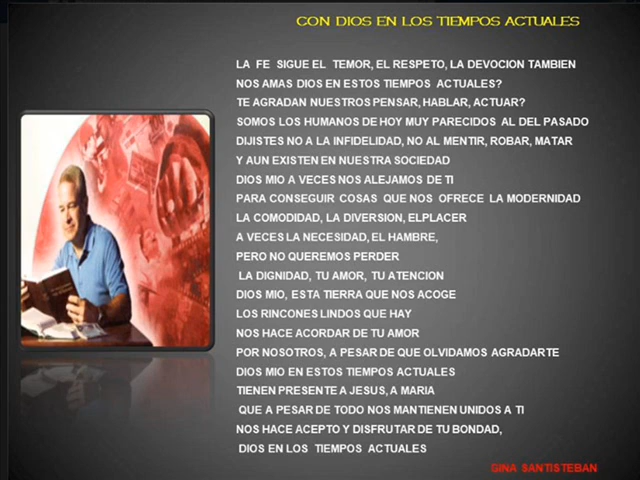 CON DIOS EN LOS TIEMPOS ACTUALES
LA FE SIGUE EL TEMOR, EL RESPETO, LA DEVOCION TAMBIEN
NOS AMAS DIOS EN ESTOS TIEMPOS ACTUALES?
TE AGRADAN NUESTROS PENSAR, HABLAR, ACTUAR?
SOMOS LOS HUMANOS DE HOY MUY PARECIDOS AL DEL PASADO
DIJISTES NO A LA INFIDELIDAD, NO AL MENTIR, ROBAR, MATAR
Y AUN EXISTEN EN NUESTRA SOCIEDAD
DIOS MIO A VECES NOS ALEJAMOS DE TI
PARA CONSEGUIR COSAS QUE NOS OFRECE LA MODERNIDAD
LA COMODIDAD, LA DIVERSION, ELPLACER
A VECES LA NECESIDAD, EL HAMBRE,
PERO NO QUEREMOS PERDER
LA DIGNIDAD, TU AMOR, TU ATENCION
DIOS MIO, ESTA TIERRA QUE NOS ACOGE
LOS RINCONES LINDOS QUE HAY
NOS HACE ACORDAR DE TU AMOR
POR NOSOTROS, A PESAR DE QUE OLVIDAMOS AGRADARTE
DIOS MIO EN ESTOS TIEMPOS ACTUALES
TIENEN PRESENTE A JESUS, A MARIA
QUE A PESAR DE TODO NOS MANTIENEN UNIDOS A TI
NOS HACE ACEPTO Y DISFRUTAR DE TU BONDAD,
DIOS EN LOS TIEMPOS ACTUALES
GINA SANTISTEBAN